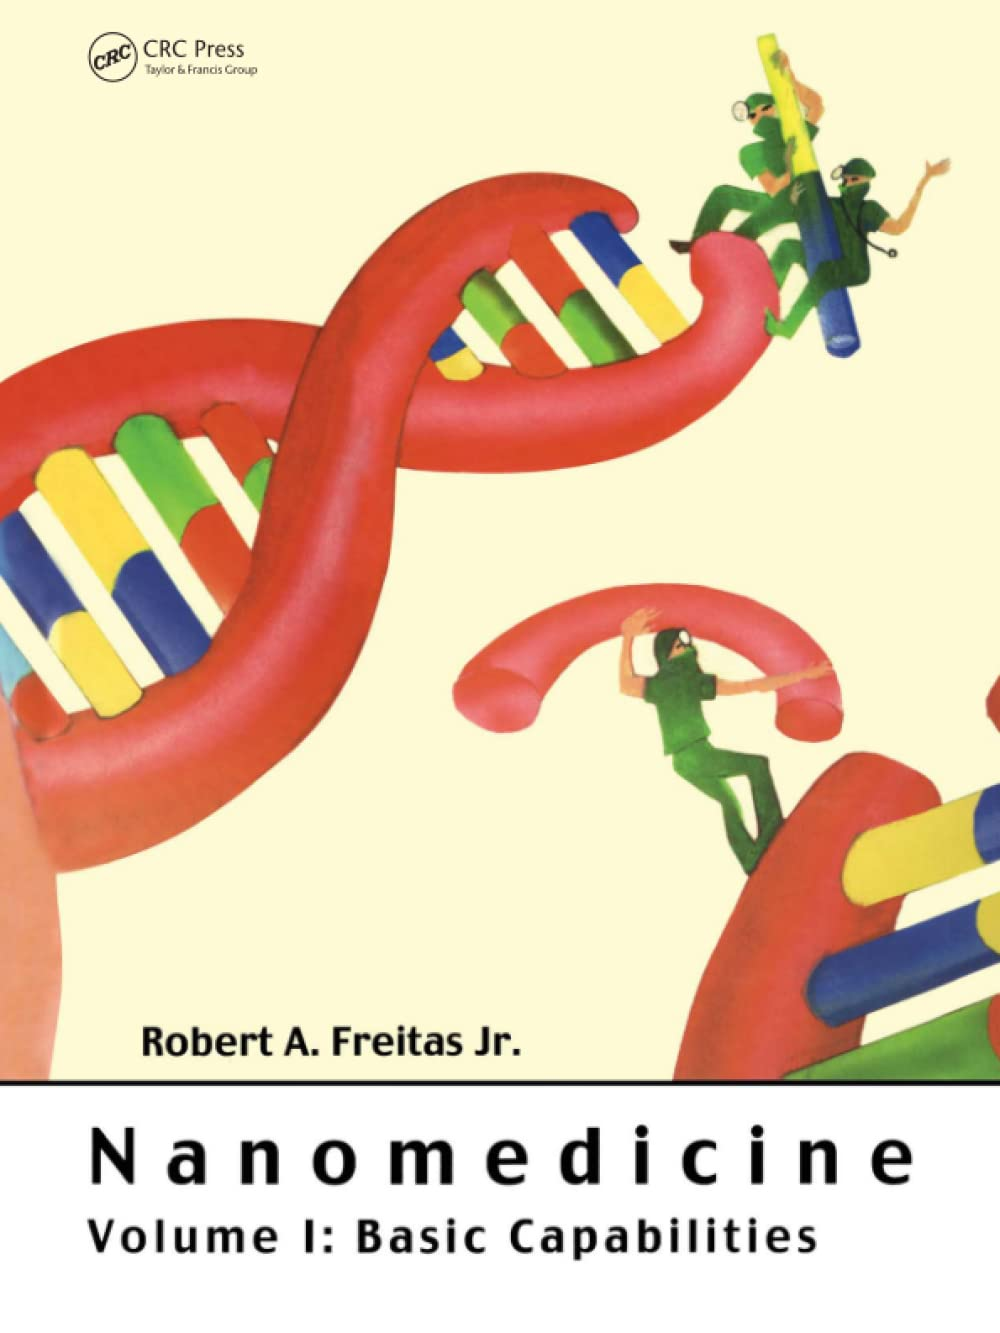 CRC
CRC Press
Taylor & Francis Group
Robert A. Freitas Jr.
Nanomedicine
Volume I: Basic Capabilities